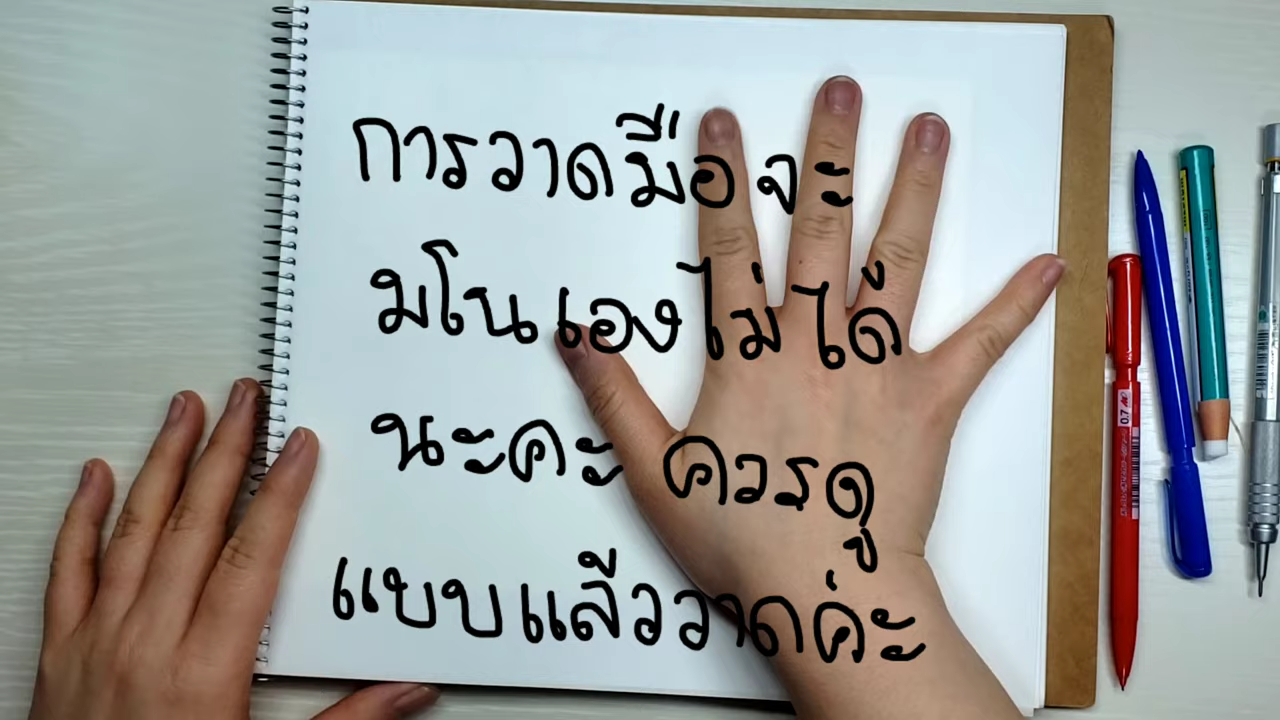 การวาดมือจะ
มโนเองไม่ได้
นะคะ ควรดู
แบบแล้ววาดค่ะ
0.7